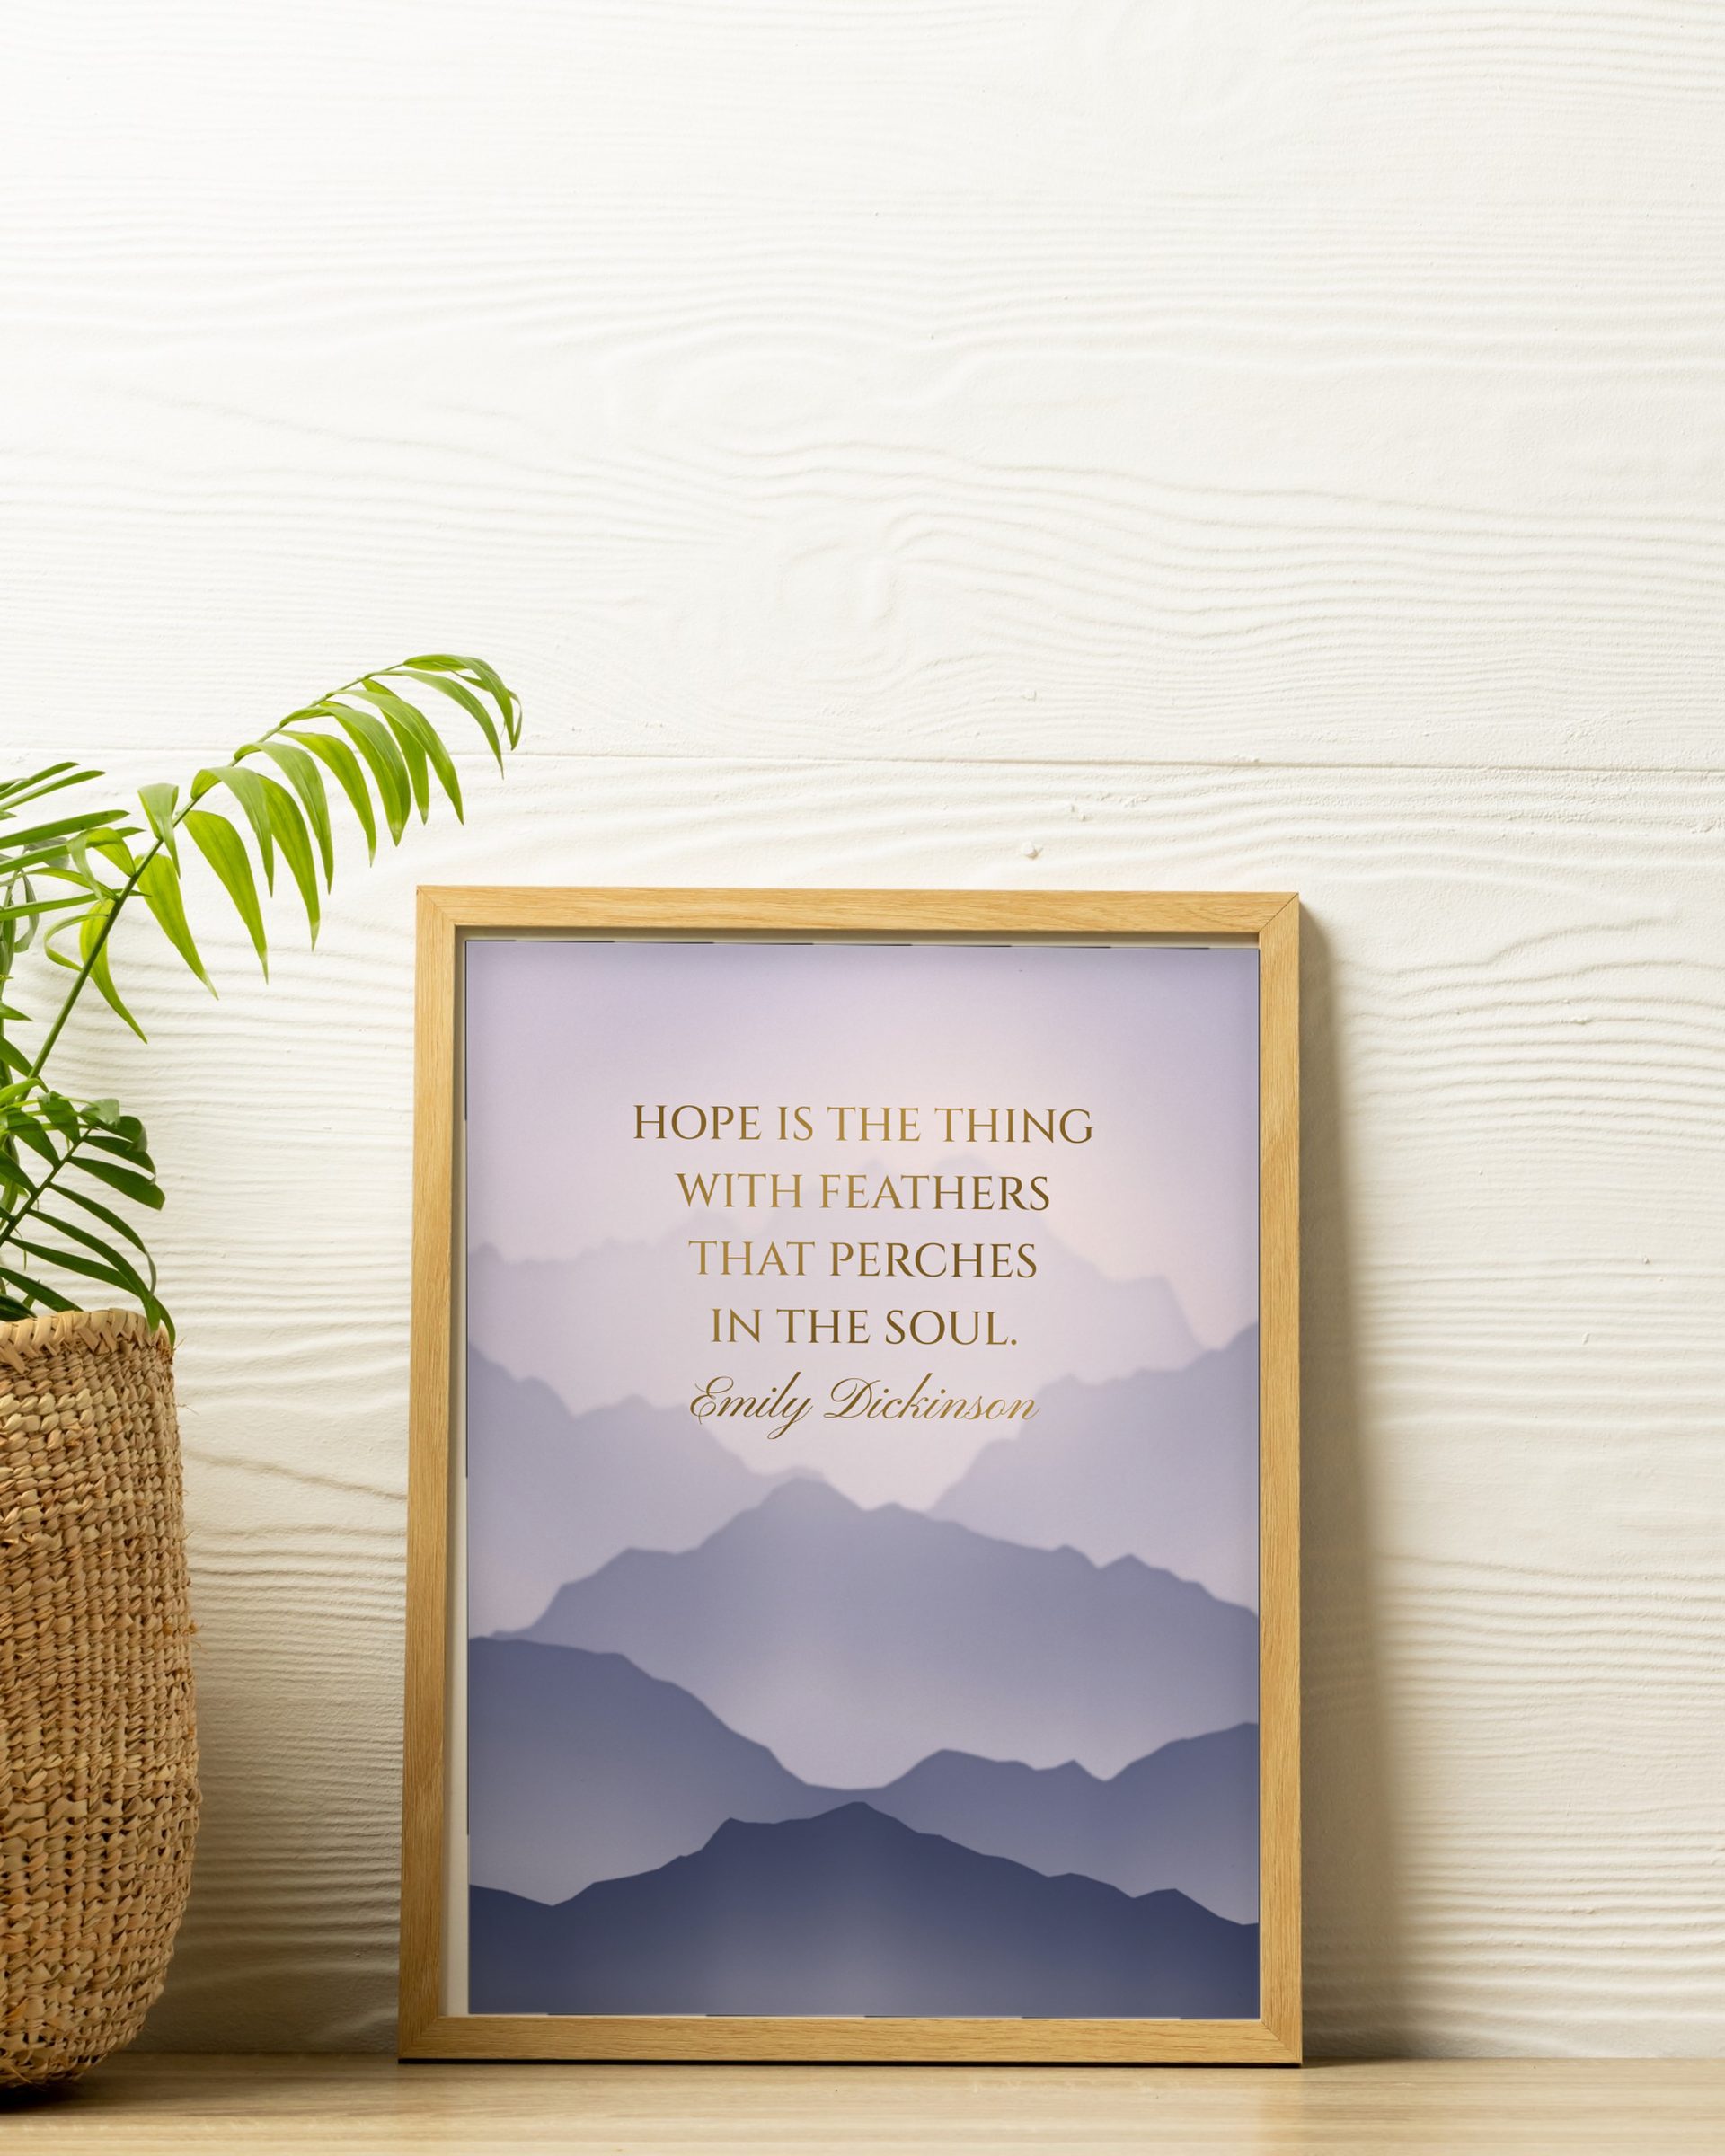 HOPE IS THE THING
WITH FEATHERS
THAT PERCHES
IN THE SOUL.
Emily Dickinson